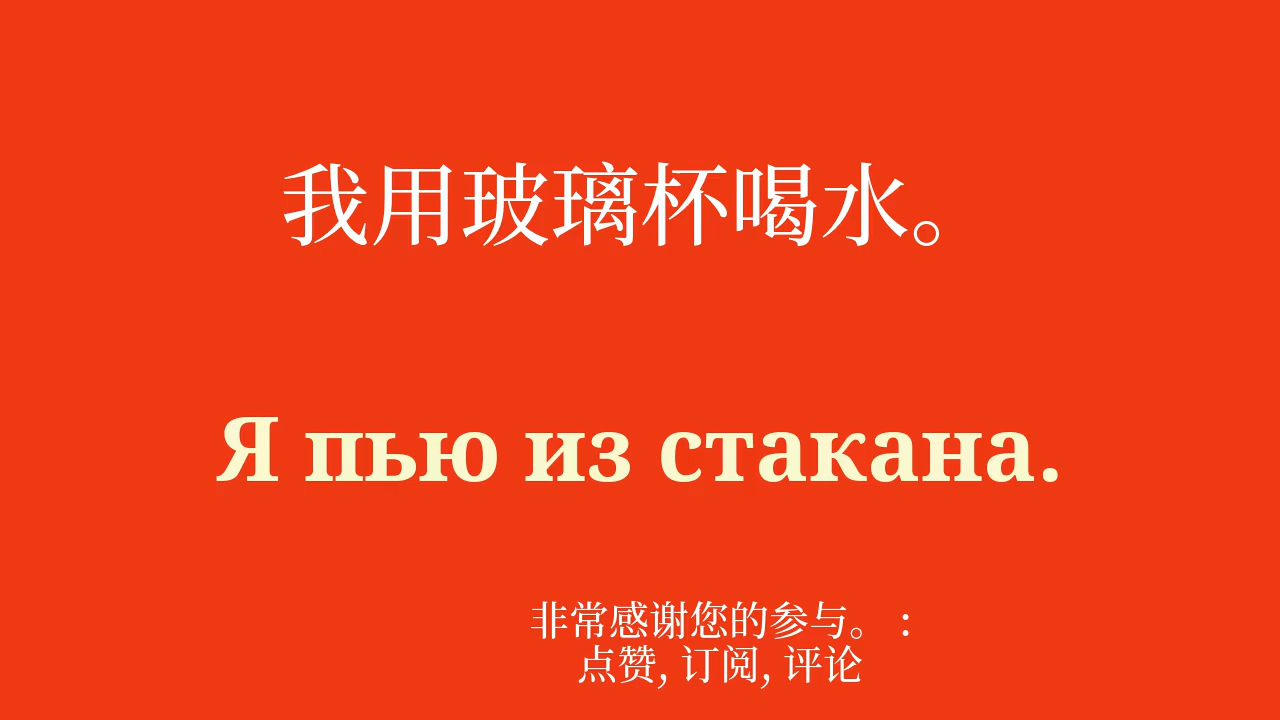 我用玻璃杯喝水。
Я пью из стакана.
非常感谢您的参与。 :
点赞, 订阅, 评论